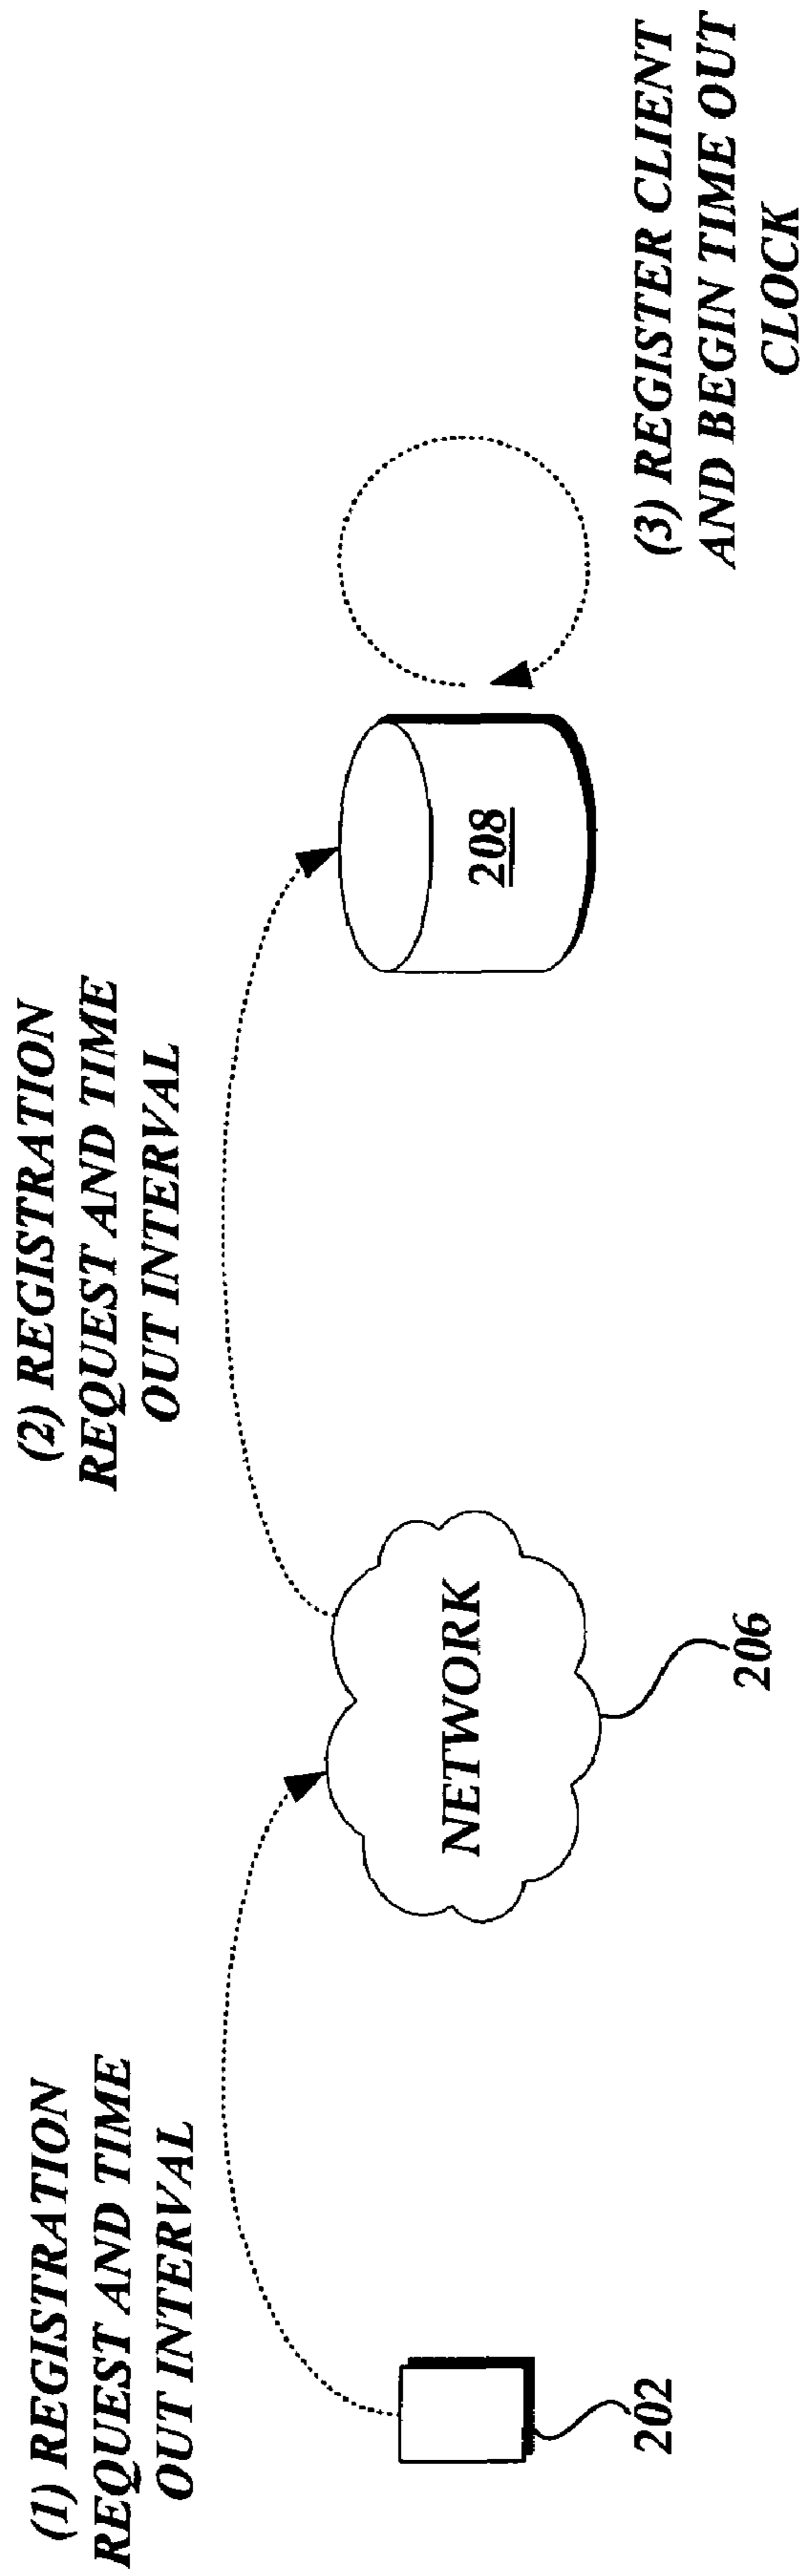 (1) REGISTRATION
REQUEST AND TIME
OUT INTERVAL
(2) REGISTRATION
REQUEST AND TIME
OUT INTERVAL
202
NETWORK
206
208
(3) REGISTER CLIENT
AND BEGIN TIME OUT
CLOCK